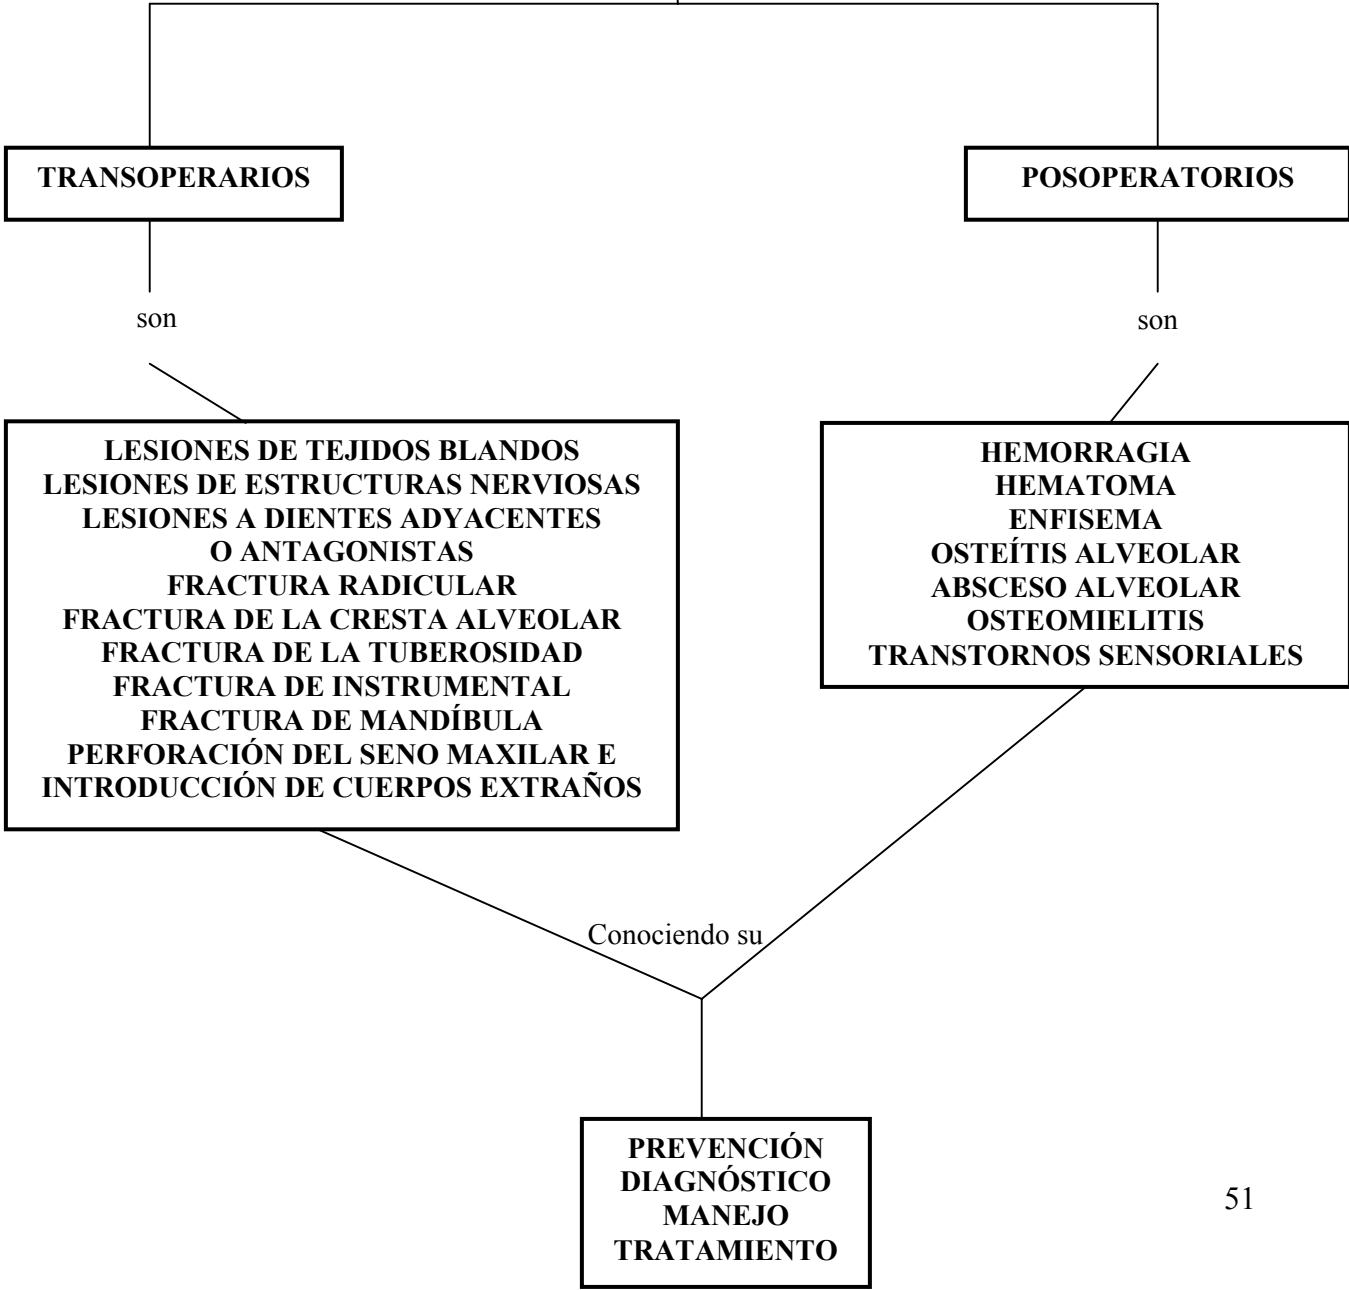 TRANSOPERARIOS
POSOPERATORIOS
son
son
LESIONES DE TEJIDOS BLANDOS
LESIONES DE ESTRUCTURAS NERVIOSAS
LESIONES A DIENTES ADYACENTES
O ANTAGONISTAS
FRACTURA RADICULAR
FRACTURA DE LA CRESTA ALVEOLAR
FRACTURA DE LA TUBEROSIDAD
FRACTURA DE INSTRUMENTAL
FRACTURA DE MANDÍBULA
PERFORACIÓN DEL SENO MAXILAR E
INTRODUCCIÓN DE CUERPOS EXTRAÑOS
HEMORRAGIA
HEMATOMA
ENFISEMA
OSTEÍTIS ALVEOLAR
ABSCESO ALVEOLAR
OSTEOMIELITIS
TRANSTORNOS SENSORIALES
Conociendo su
PREVENCIÓN
DIAGNÓSTICO
MANEJO
TRATAMIENTO
51